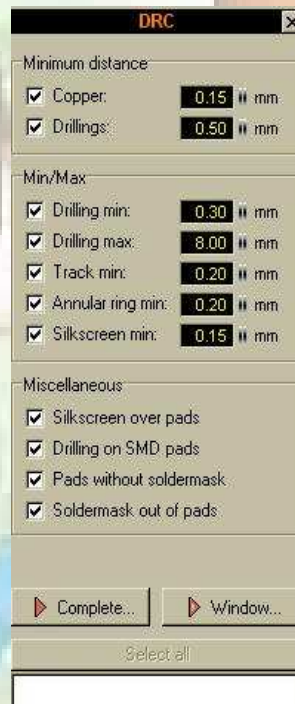 DRC
Minimum distance
Copper: 0.15 mm
Drillings: 0.50 mm
Min/Max
Drilling min: 0.30 mm
Drilling max: 8.00 mm
Track min: 0.20 mm
Annular ring min: 0.20 mm
Silkscreen min: 0.15 mm
Miscellaneous
Silkscreen over pads
Drilling on SMD pads
Pads without soldermask
Soldermask out of pads
Complete... Window...
Select all